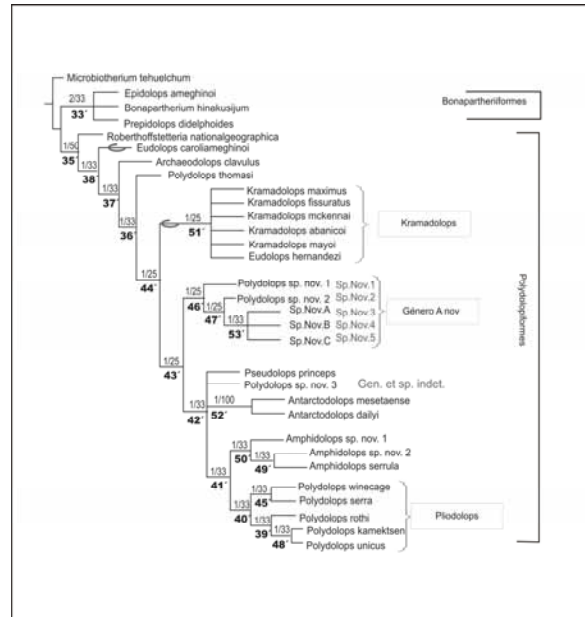 Microbiotherium tehuelchum
2/33
Epidolops ameghinoi
Bonapartherium hinakusijum
33´
Prepidolops didelphoides
Bonapartheriiformes
1/50
Roberthoffstetteria nationalgeographica
35´
1/33
Eudolops caroliameghinoi
38´
1/33
Archaeodolops clavulus
37´
1/33
Polydolops thomasi
36´
1/25
Kramadolops maximus
Kramadolops fissuratus
Kramadolops mckennai
51´
Kramadolops abanicoi
Kramadolops mayoi
Eudolops hernandezi
Kramadolops
1/25
44´
1/25
Polydolops sp. nov. 1 Sp.Nov.1
46´
1/25
Polydolops sp. nov. 2 Sp.Nov.2
47´
1/33
Sp.Nov.A Sp.Nov.3
Sp.Nov.B Sp.Nov.4
53´
Sp.Nov.C Sp.Nov.5
Género A nov
Polydolopiformes
1/25
43´
1/33
Pseudolops princeps
Polydolops sp. nov. 3 Gen. et sp. indet.
42´
1/100
Antarctodolops mesetaense
52´
Antarctodolops dailyi
1/33
41´
1/33
Amphidolops sp. nov. 1
50´
1/33
Amphidolops sp. nov. 2
49´
Amphidolops serrula
1/33
40´
1/33
Polydolops winecage
45´
Polydolops serra
1/33
Polydolops rothi
39´
1/33
Polydolops kamektsen
48´
Polydolops unicus
Pliodolops